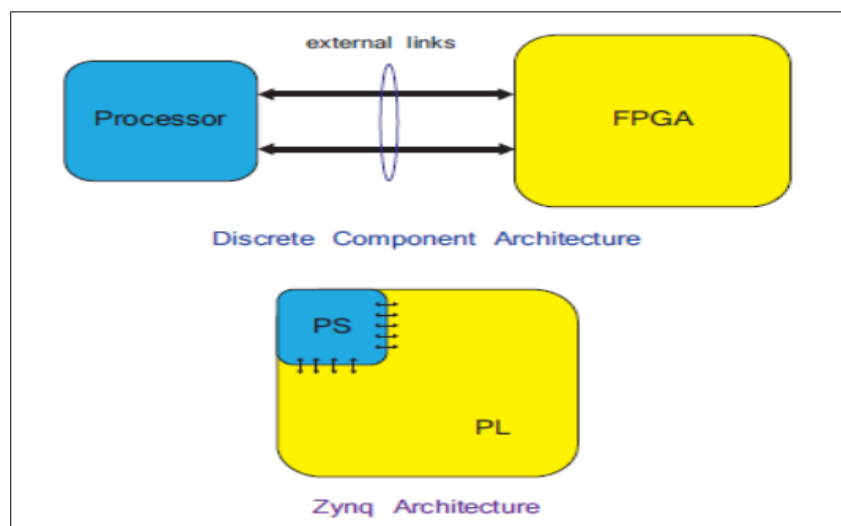 external links
Processor
FPGA
Discrete Component Architecture
PS
PL
Zynq Architecture